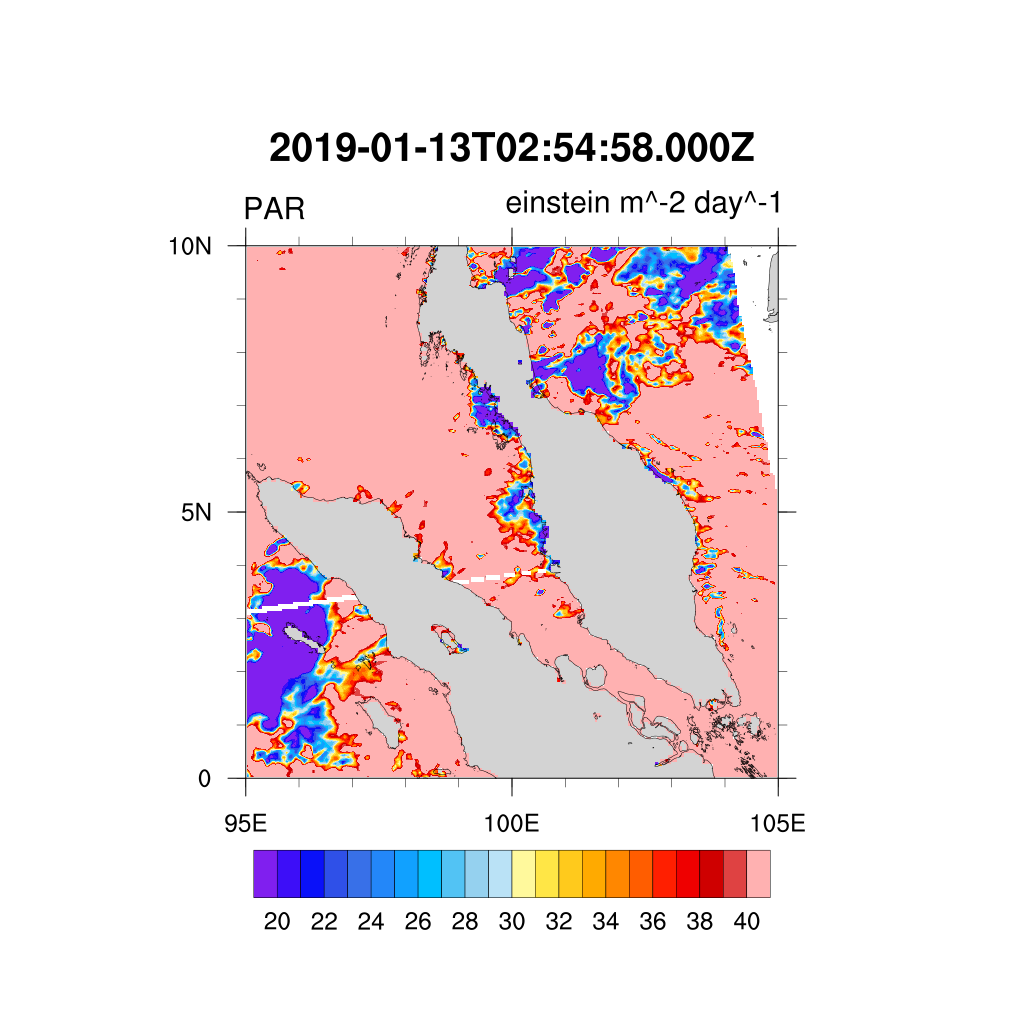 2019-01-13T02:54:58.000Z
PAR einstein m^-2 day^-1
10N
5N
0
95E 100E 105E
20 22 24 26 28 30 32 34 36 38 40